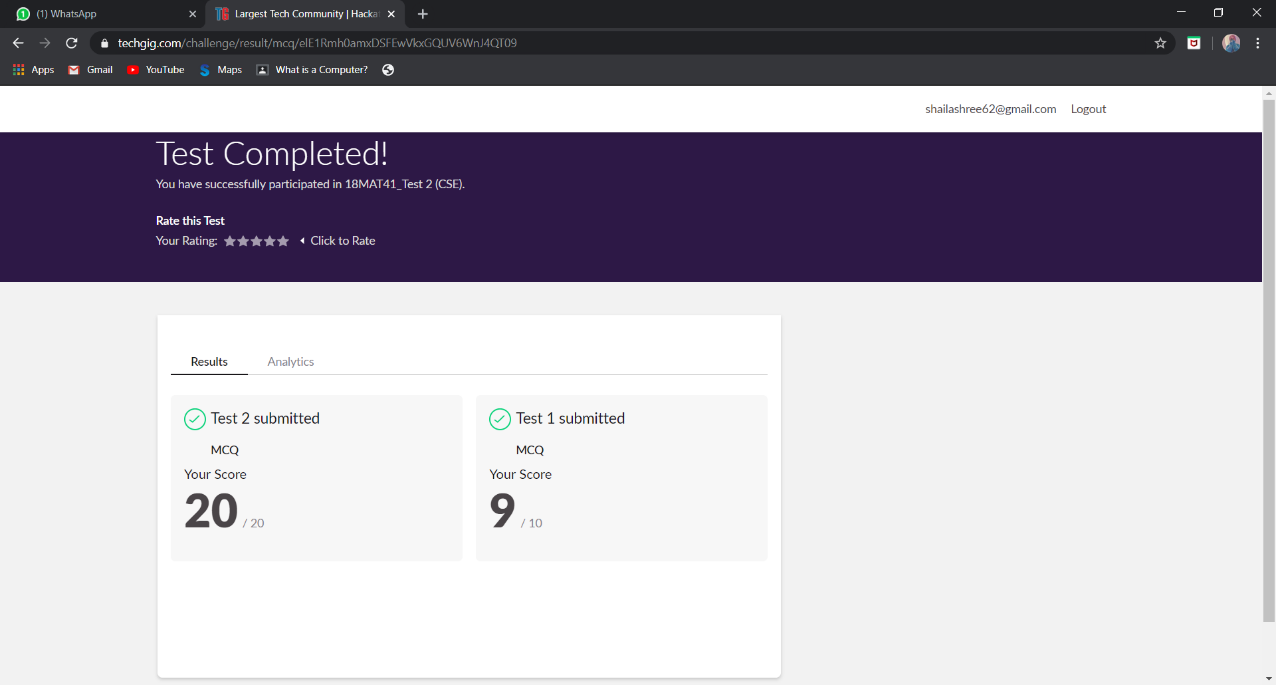 (1) WhatsApp
Largest Tech Community | Hacka
techgig.com/challenge/result/mcq/
Apps Gmail YouTube Maps What is a Computer?
shailashree62@gmail.com Logout
Test Completed!
You have successfully participated in 18MAT41_Test 2 (CSE).
Rate this Test
Your Rating: Click to Rate
Results Analytics
Test 2 submitted
MCQ
Your Score
20 / 20
Test 1 submitted
MCQ
Your Score
9 / 10